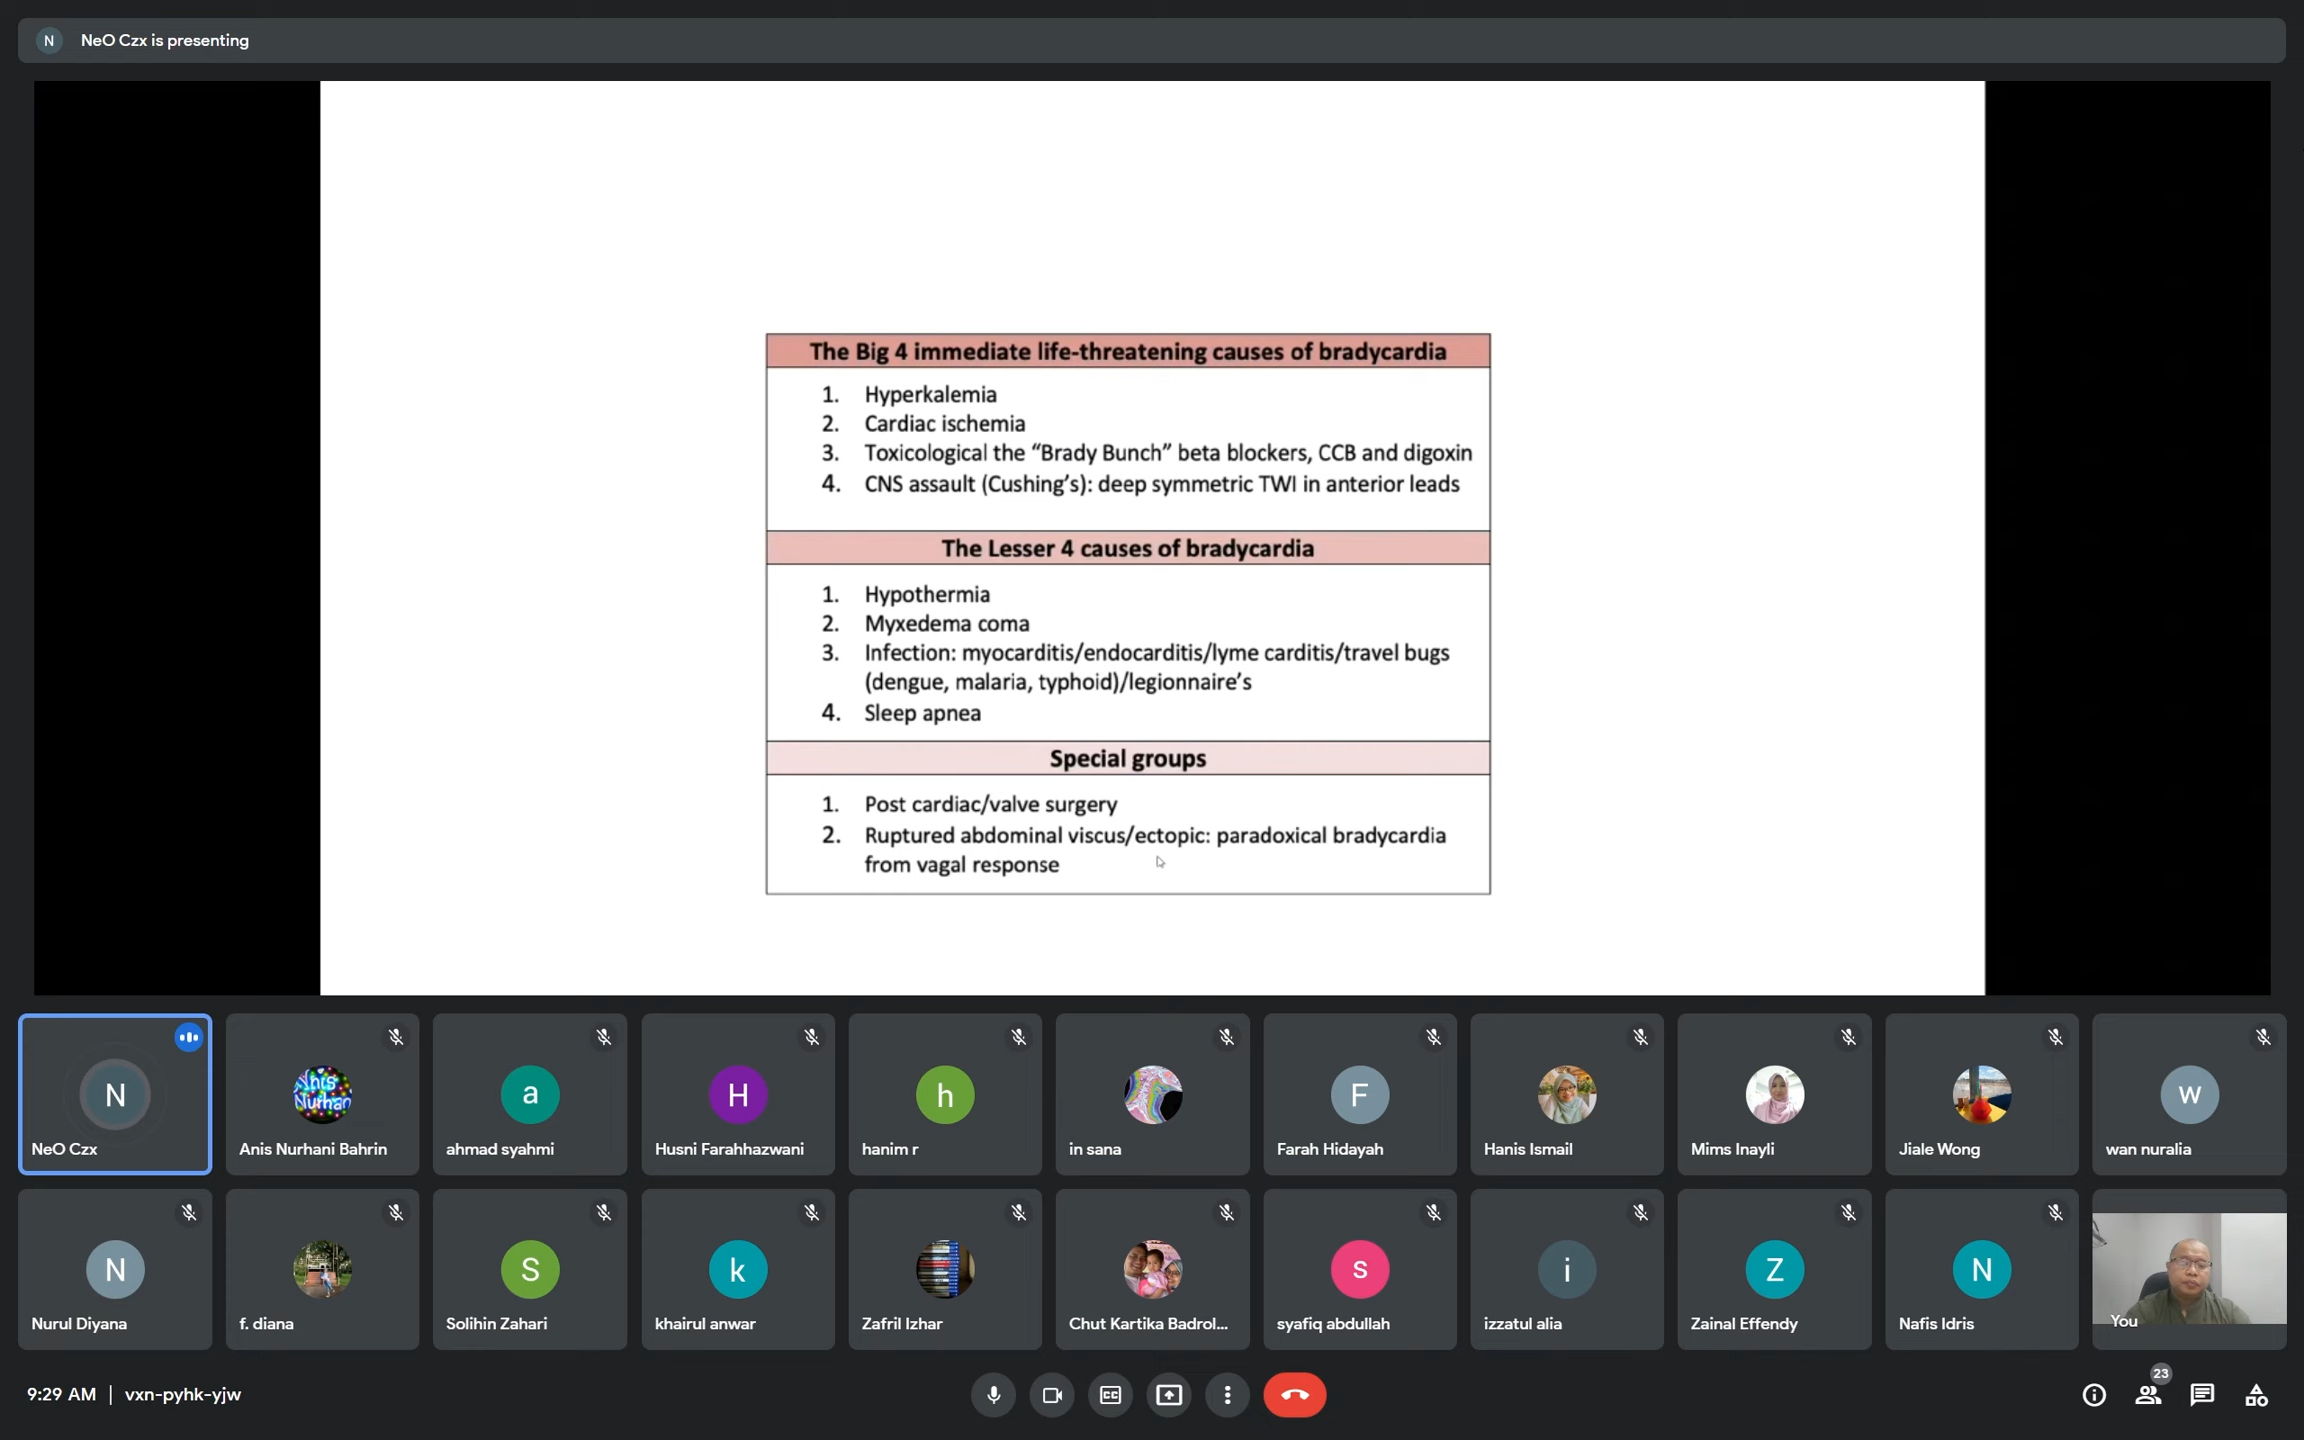 N NeO Czx is presenting
The Big 4 immediate life-threatening causes of bradycardia
1. Hyperkalemia
2. Cardiac ischemia
3. Toxicological the “Brady Bunch” beta blockers, CCB and digoxin
4. CNS assault (Cushing’s): deep symmetric TWI in anterior leads
The Lesser 4 causes of bradycardia
1. Hypothermia
2. Myxedema coma
3. Infection: myocarditis/endocarditis/lyme carditis/travel bugs
(dengue, malaria, typhoid)/legionnaire’s
4. Sleep apnea
Special groups
1. Post cardiac/valve surgery
2. Ruptured abdominal viscus/ectopic: paradoxical bradycardia
from vagal response
N Nhis a H h F W
Nurhan
NeO Czx Anis Nurhani Bahrin ahmad syahmi Husni Farahhazwani hanim r in sana Farah Hidayah Hanis Ismail Mims Inayli Jiale Wong wan nuralia
N S k s i Z N
Nurul Diyana f. diana Solihin Zahari khairul anwar Zafril Izhar Chut Kartika Badrol... syafiq abdullah izzatul alia Zainal Effendy Nafis Idris You
9:29 AM | vxn-pyhk-yjw CC 23